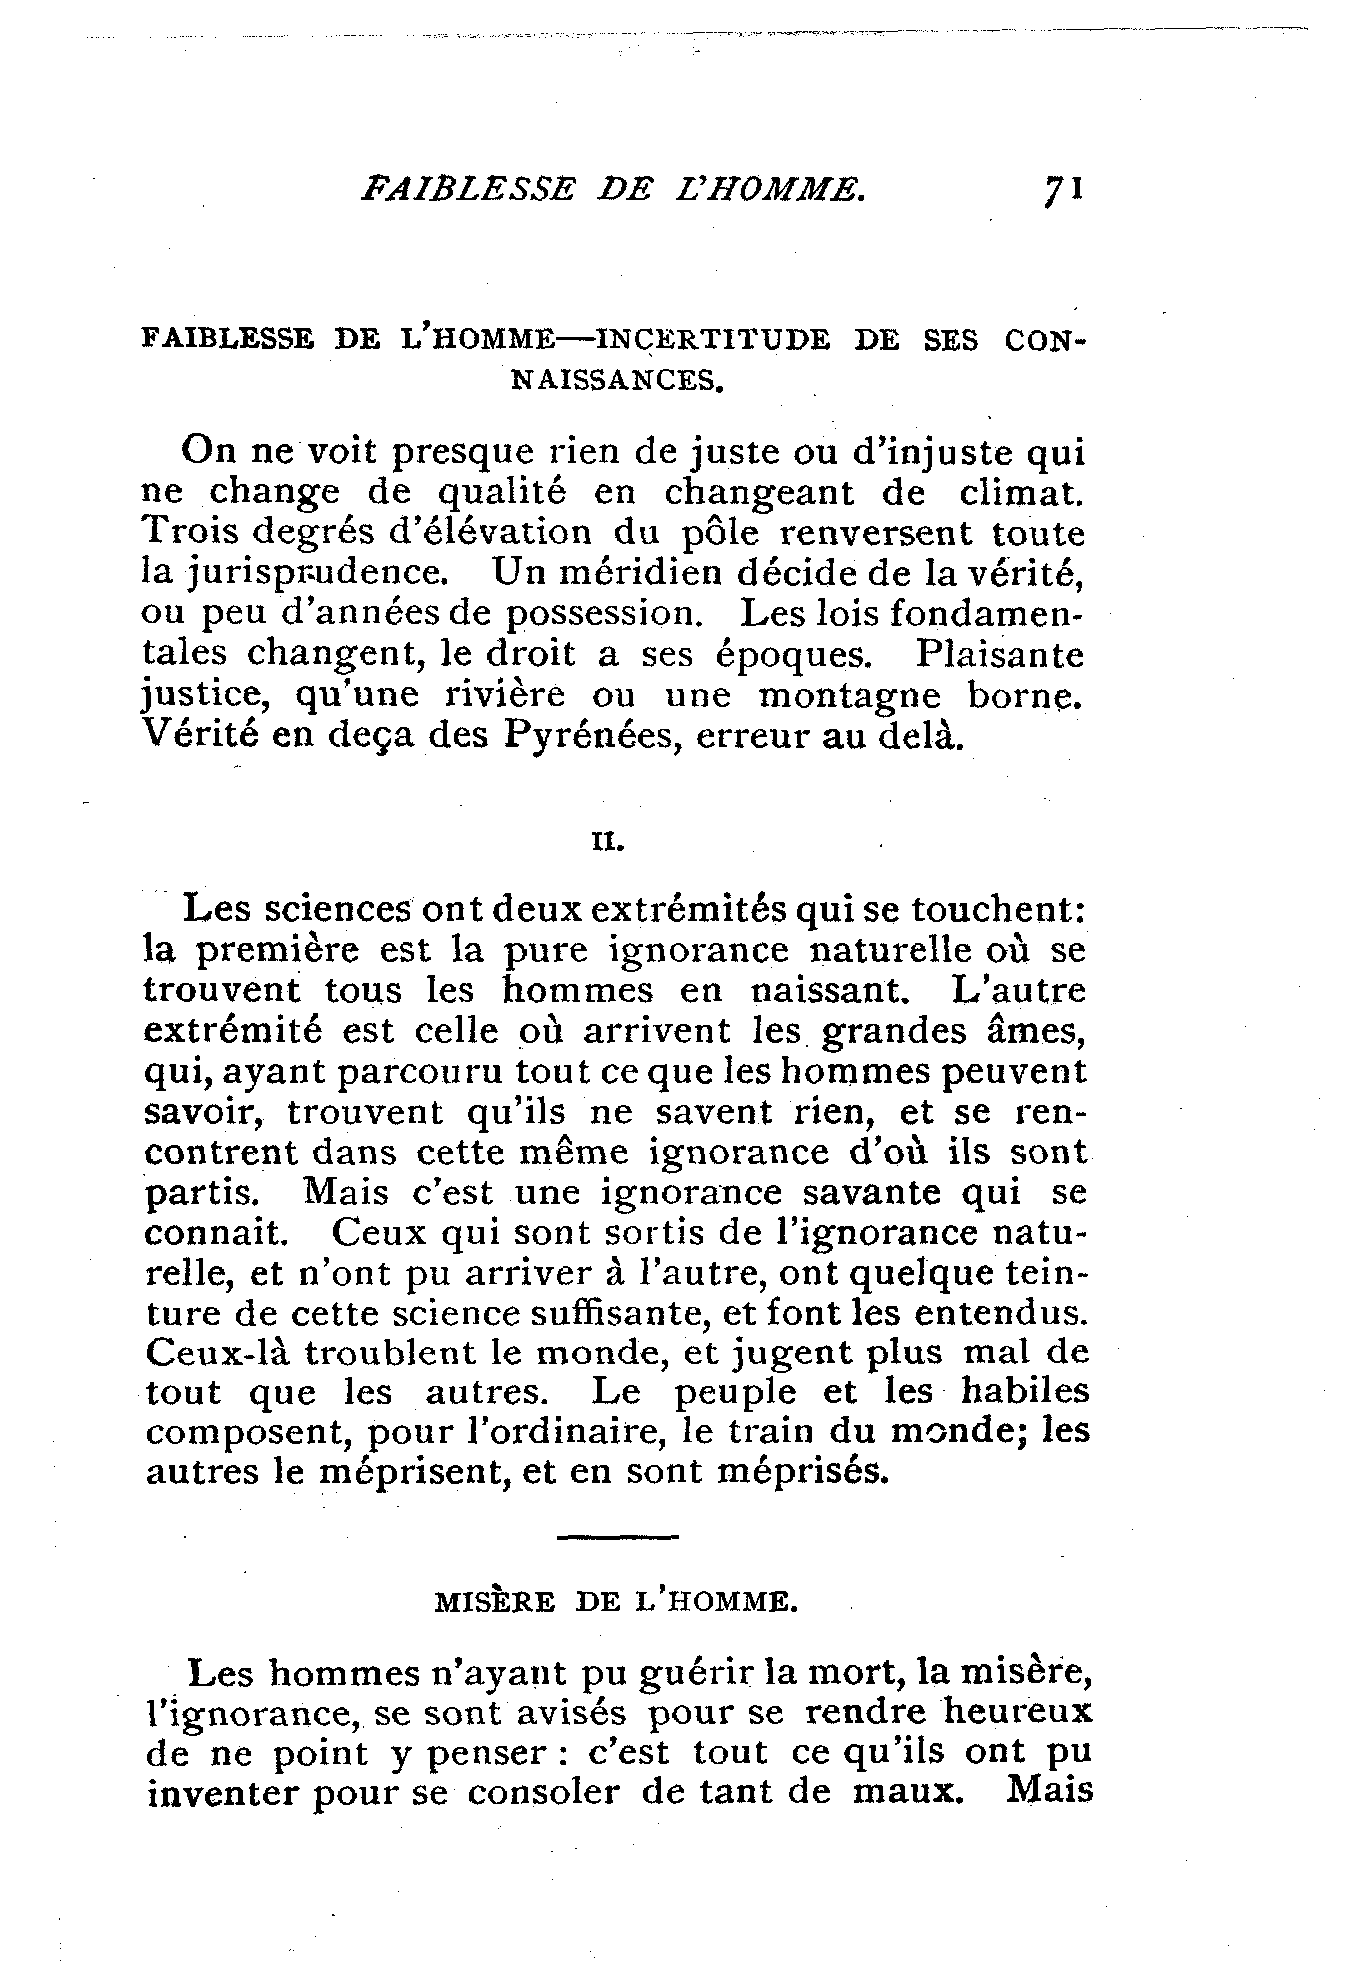 FAIBLESSE DE L'HOMME. 71
FAIBLESSE DE L'HOMME—INCERTITUDE DE SES CON-
NAISSANCES.
On ne voit presque rien de juste ou d'injuste qui
ne change de qualité en changeant de climat.
Trois degrés d'élévation du pôle renversent toute
la jurisprudence. Un méridien décide de la vérité,
ou peu d'années de possession. Les lois fondamen-
tales changent, le droit a ses époques. Plaisante
justice, qu'une rivière ou une montagne borne.
Vérité en deça des Pyrénées, erreur au delà.
II.
Les sciences ont deux extrémités qui se touchent:
la première est la pure ignorance naturelle où se
trouvent tous les hommes en naissant. L'autre
extrémité est celle où arrivent les grandes âmes,
qui, ayant parcouru tout ce que les hommes peuvent
savoir, trouvent qu'ils ne savent rien, et se ren-
contrent dans cette même ignorance d'où ils sont
partis. Mais c'est une ignorance savante qui se
connait. Ceux qui sont sortis de l'ignorance natu-
relle, et n'ont pu arriver à l'autre, ont quelque tein-
ture de cette science suffisante, et font les entendus.
Ceux-là troublent le monde, et jugent plus mal de
tout que les autres. Le peuple et les habiles
composent, pour l'ordinaire, le train du monde; les
autres le méprisent, et en sont méprisés.
MISÈRE DE L'HOMME.
Les hommes n'ayant pu guérir la mort, la misère,
l'ignorance, se sont avisés pour se rendre heureux
de ne point y penser : c'est tout ce qu'ils ont pu
inventer pour se consoler de tant de maux. Mais